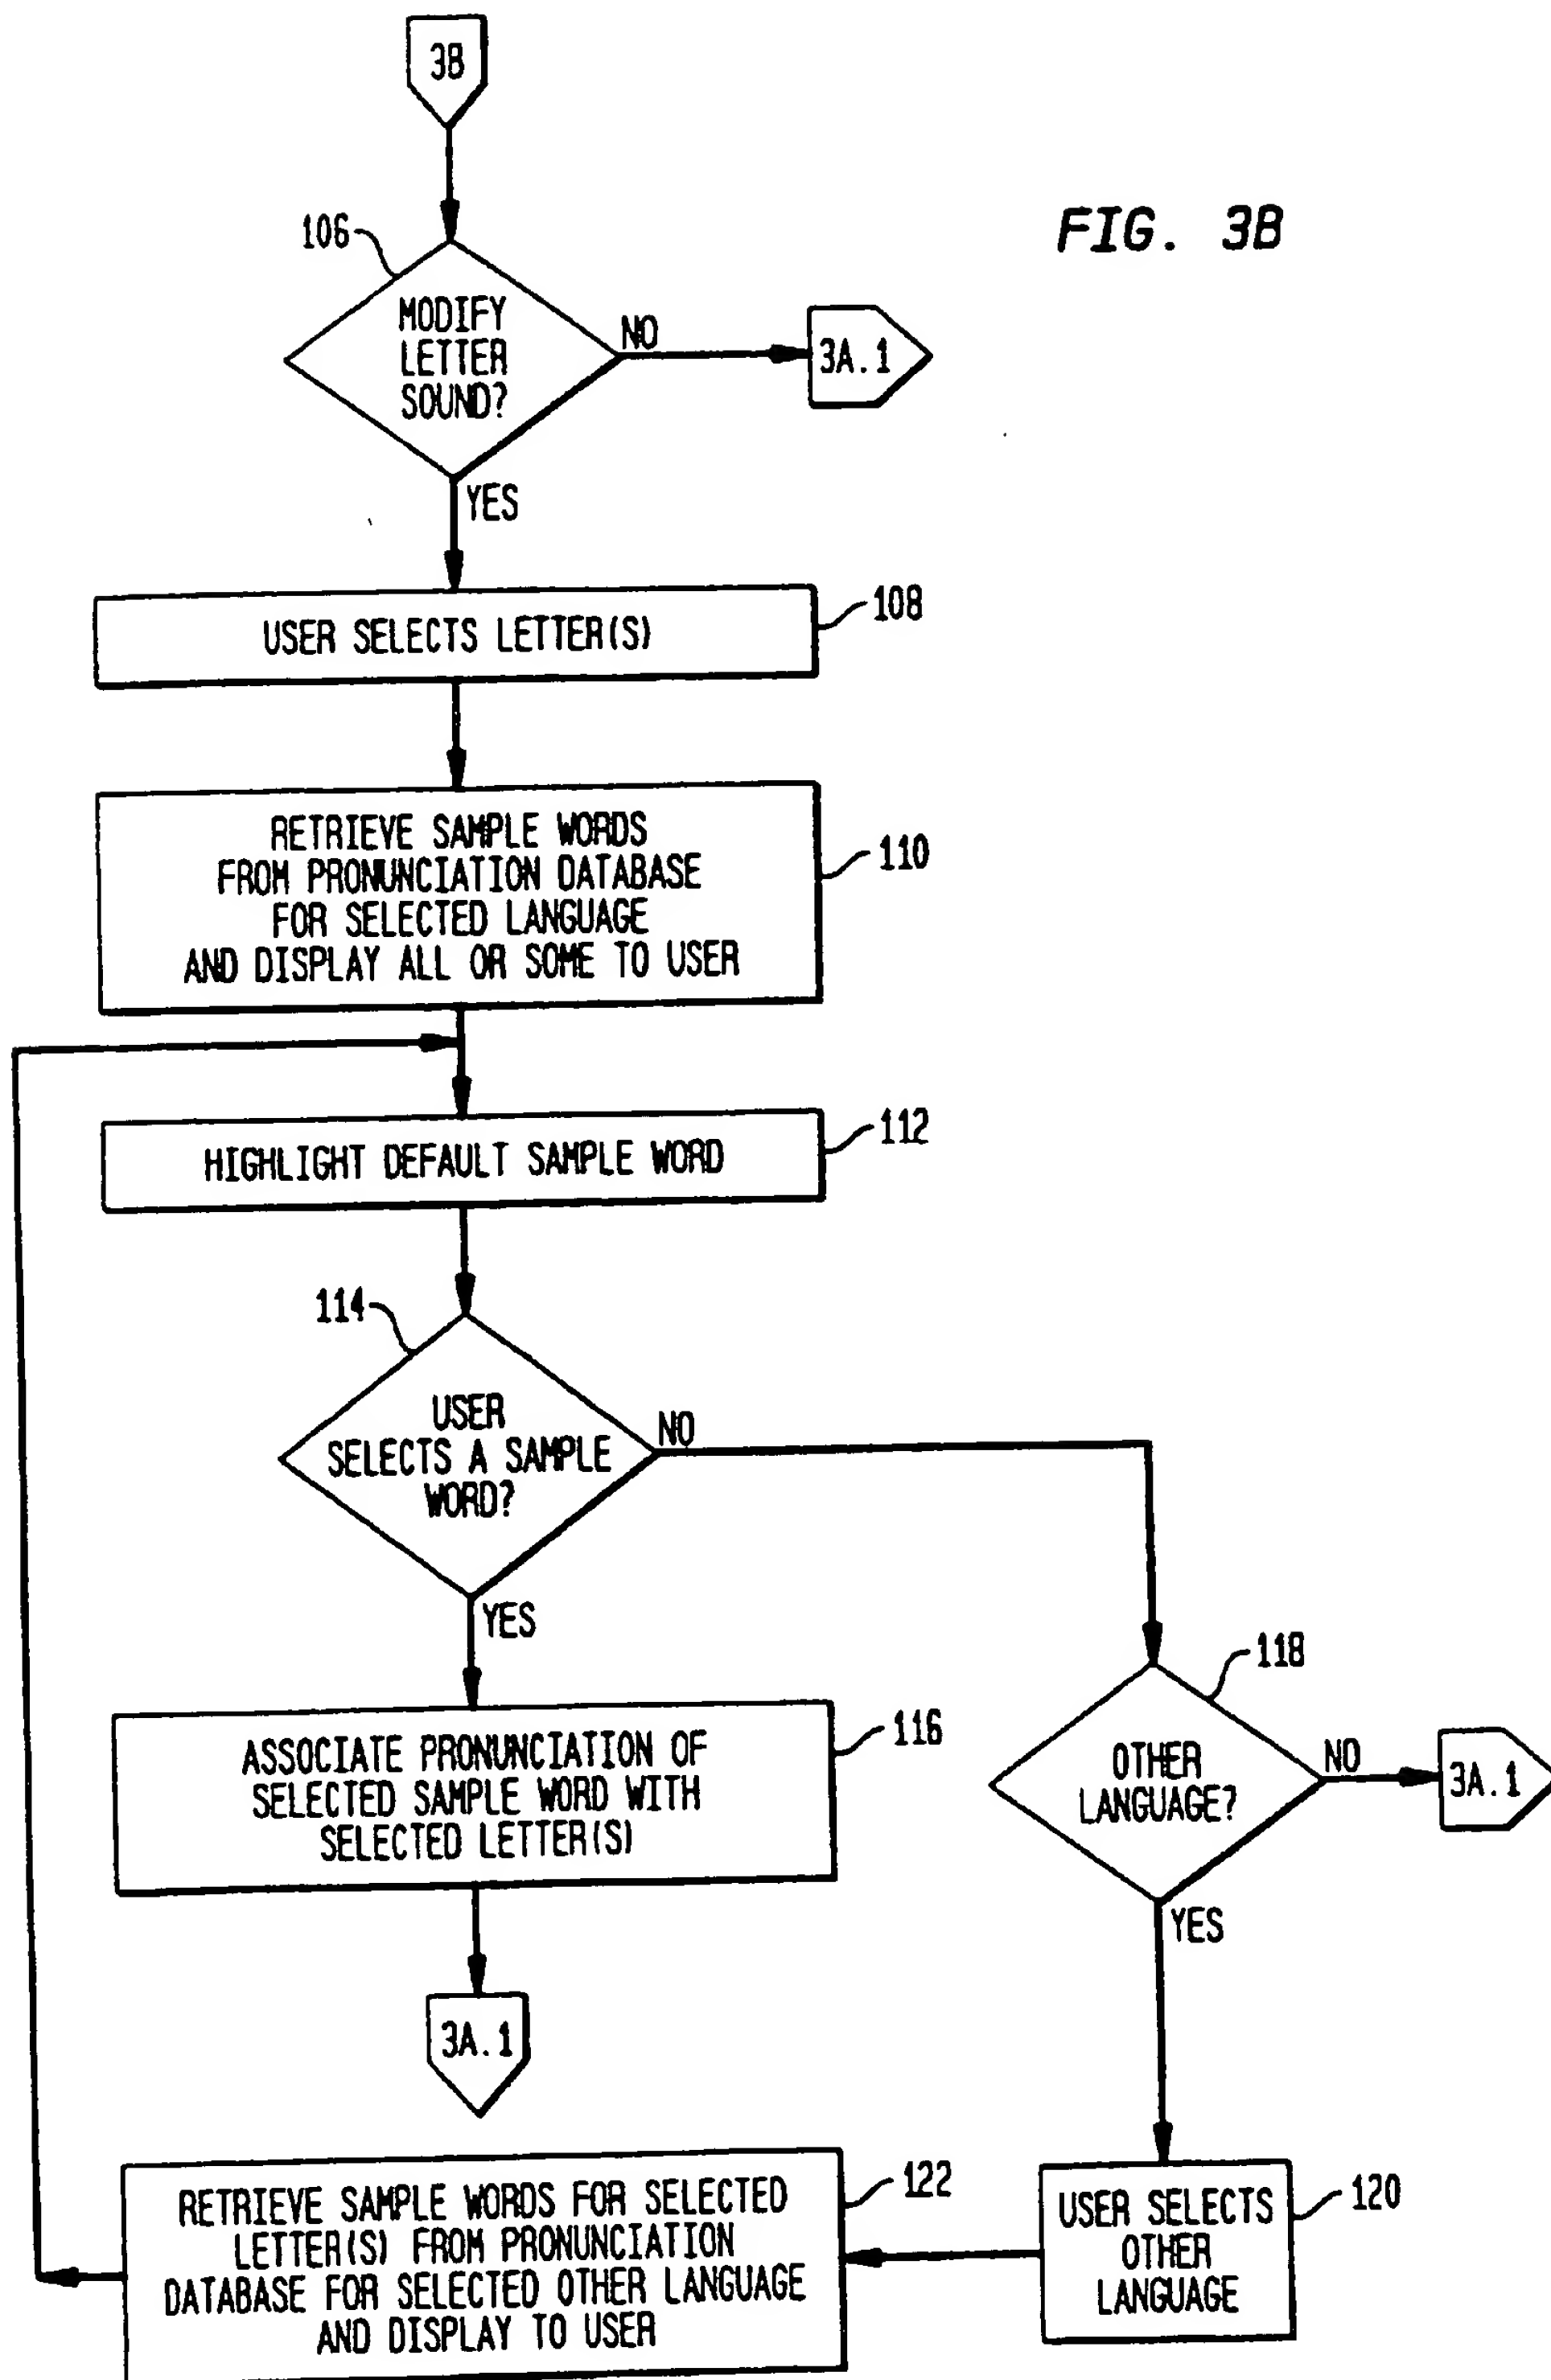 3B
FIG. 3B
106
MODIFY
LETTER
SOUND?
NO
3A.1
YES
108
USER SELECTS LETTER(S)
110
RETRIEVE SAMPLE WORDS
FROM PRONUNCIATION DATABASE
FOR SELECTED LANGUAGE
AND DISPLAY ALL OR SOME TO USER
112
HIGHLIGHT DEFAULT SAMPLE WORD
114
USER
SELECTS A SAMPLE
WORD?
NO
YES
118
116
ASSOCIATE PRONUNCIATION OF
SELECTED SAMPLE WORD WITH
SELECTED LETTER(S)
OTHER
LANGUAGE?
NO
3A.1
YES
3A.1
122
RETRIEVE SAMPLE WORDS FOR SELECTED
LETTER(S) FROM PRONUNCIATION
DATABASE FOR SELECTED OTHER LANGUAGE
AND DISPLAY TO USER
120
USER SELECTS
OTHER
LANGUAGE